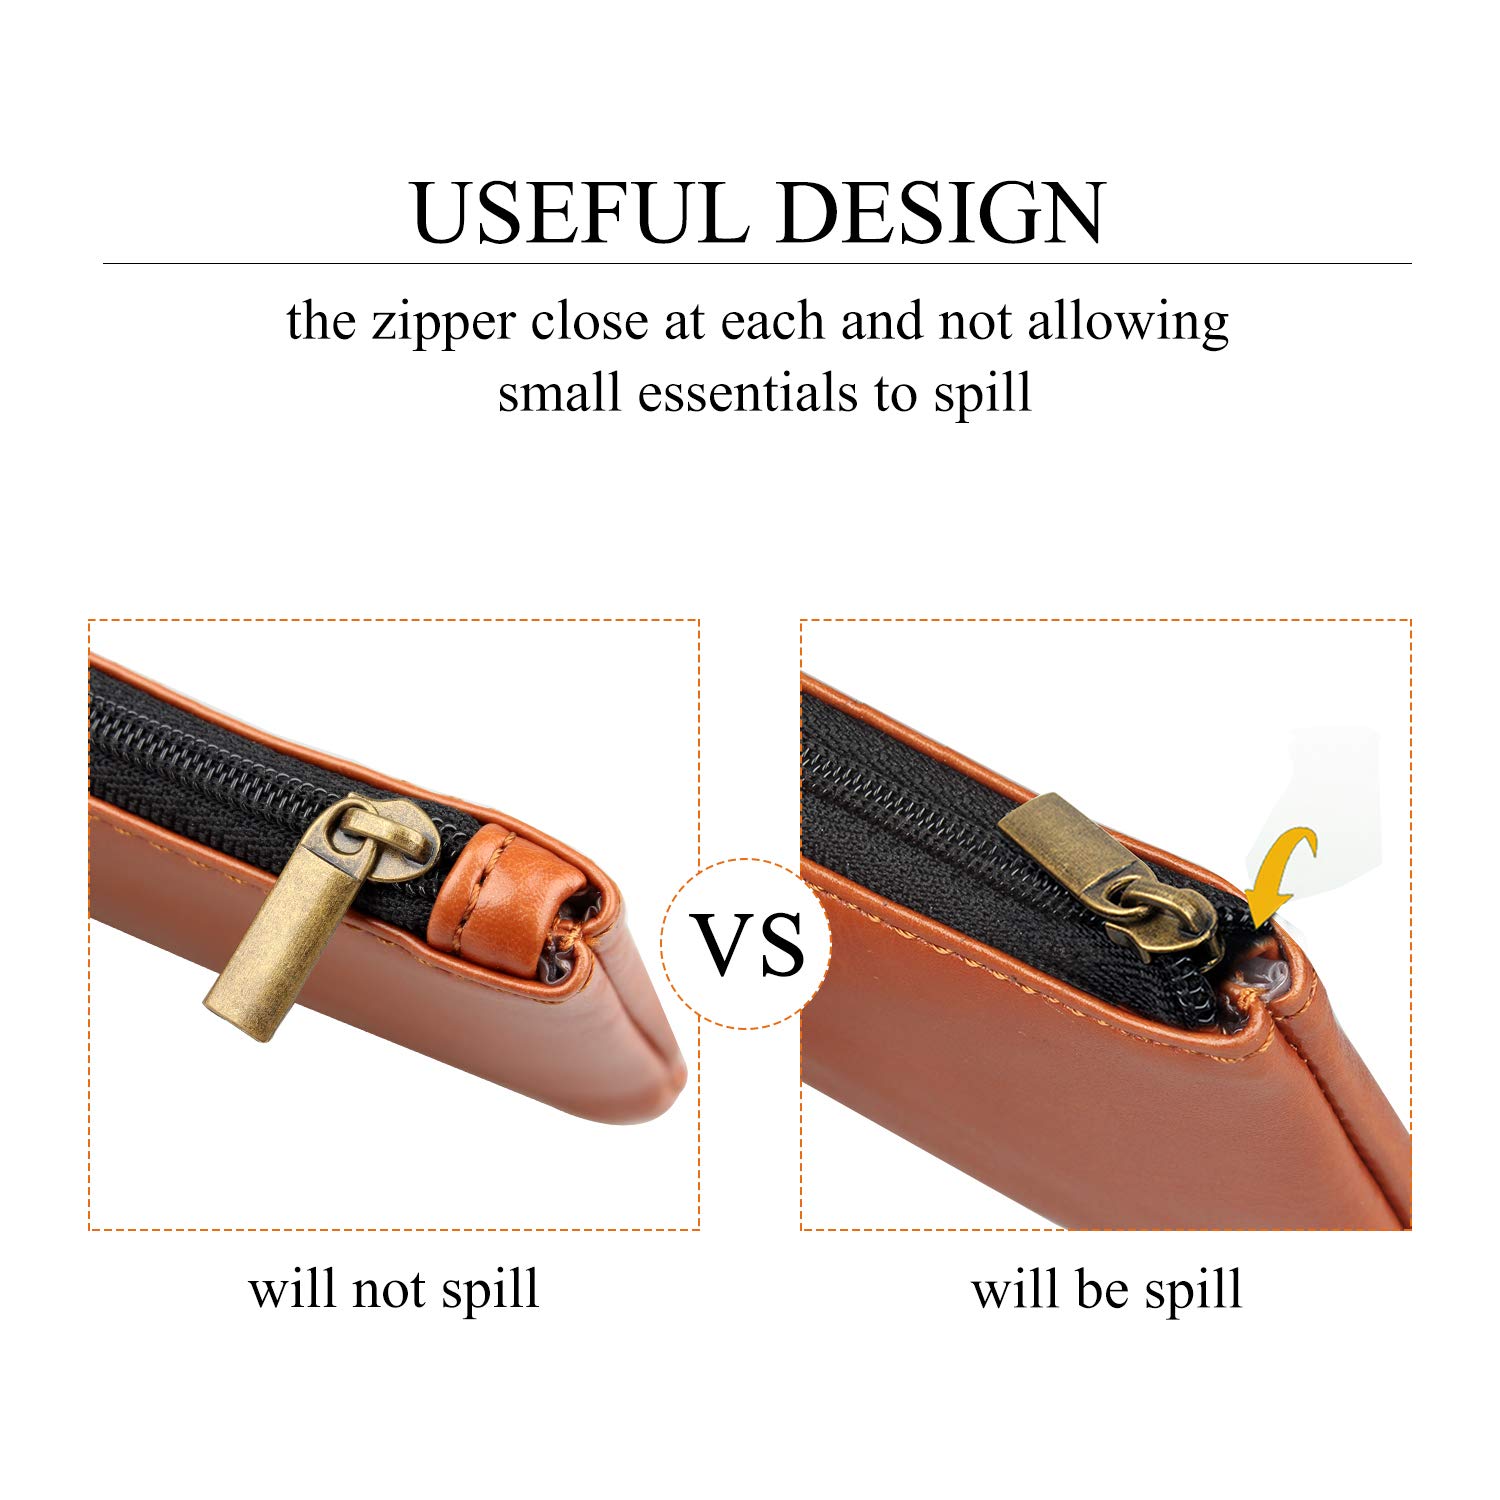 USEFUL DESIGN
the zipper close at each and not allowing
small essentials to spill
VS
will not spill
will be spill